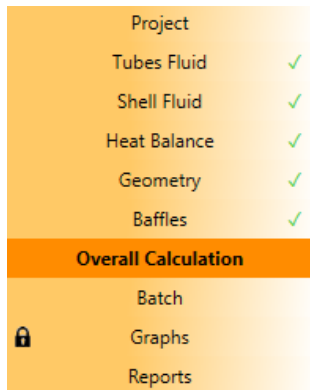 Project
Tubes Fluid ✓
Shell Fluid ✓
Heat Balance ✓
Geometry ✓
Baffles ✓
Overall Calculation
Batch
Graphs
Reports